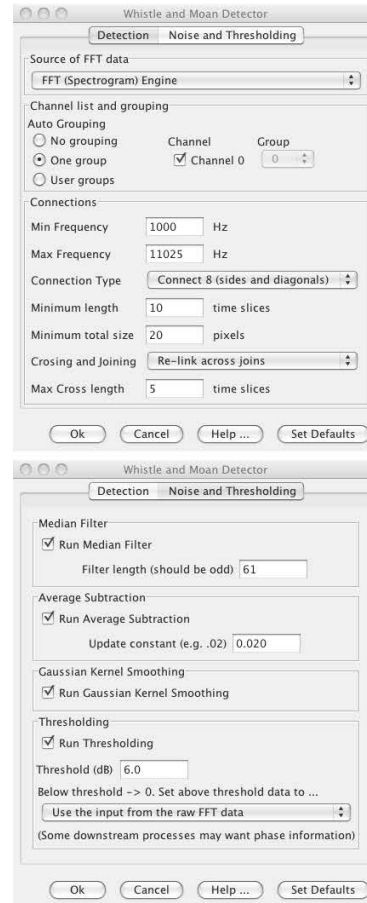 Whistle and Moan Detector
Detection Noise and Thresholding
Source of FFT data
FFT (Spectrogram) Engine
Channel list and grouping
Auto Grouping
No grouping Channel Group
One group Channel 0 0
User groups
Connections
Min Frequency 1000 Hz
Max Frequency 11025 Hz
Connection Type Connect 8 (sides and diagonals)
Minimum length 10 time slices
Minimum total size 20 pixels
Crosing and Joining Re-link across joins
Max Cross length 5 time slices
Ok Cancel Help ... Set Defaults
Whistle and Moan Detector
Detection Noise and Thresholding
Median Filter
Run Median Filter
Filter length (should be odd) 61
Average Subtraction
Run Average Subtraction
Update constant (e.g. .02) 0.020
Gaussian Kernel Smoothing
Run Gaussian Kernel Smoothing
Thresholding
Run Thresholding
Threshold (dB) 6.0
Below threshold -> 0. Set above threshold data to ...
Use the input from the raw FFT data
(Some downstream processes may want phase information)
Ok Cancel Help ... Set Defaults